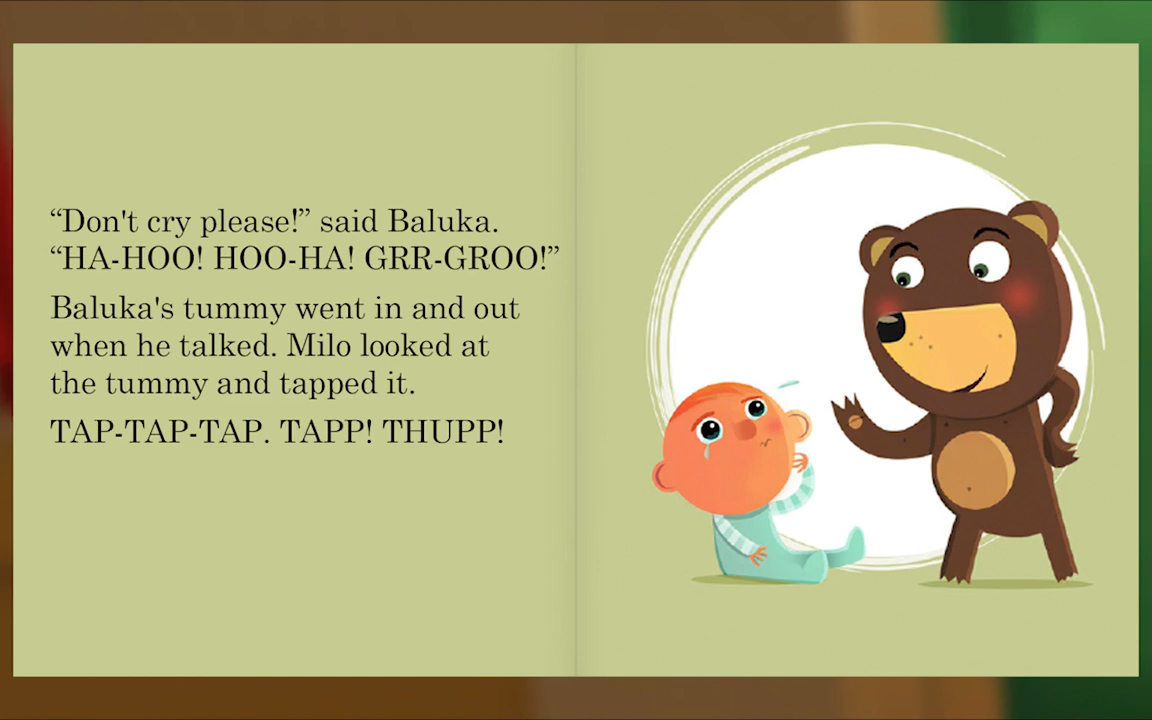 “Don't cry please!” said Baluka.
“HA-HOO! HOO-HA! GRR-GROO!”
Baluka's tummy went in and out
when he talked. Milo looked at
the tummy and tapped it.
TAP-TAP-TAP. TAPP! THUPP!